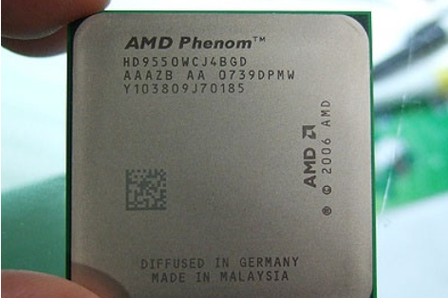 AMD Phenom™
HD9550WCJ4BGD
AAAZB AA 0739DPMW
Y103809J70185
AMD
® © 2006 AMD
DIFFUSED IN GERMANY
MADE IN MALAYSIA